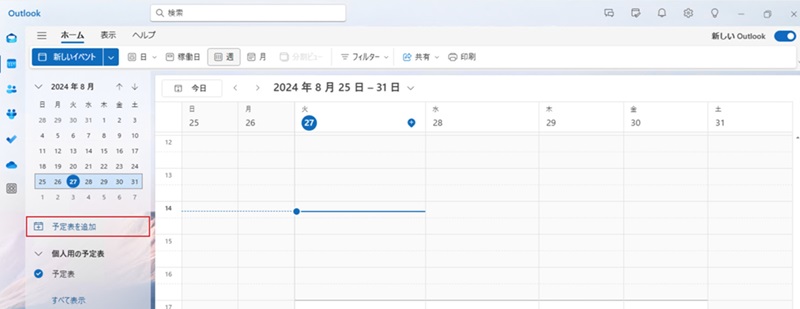 Outlook
検索
ホーム 表示 ヘルプ
新しい Outlook
新しいイベント 日 稼働日 週 月 分割ビュー フィルター 共有 印刷
2024 年 8 月
日 月 火 水 木 金 土
28 29 30 31 1 2 3
4 5 6 7 8 9 10
11 12 13 14 15 16 17
18 19 20 21 22 23 24
25 26 27 28 29 30 31
1 2 3 4 5 6 7
予定表を追加
個人用の予定表
予定表
すべて表示
今日 2024 年 8 月 25 日 – 31 日
日 月 火 水 木 金 土
25 26 27 28 29 30 31
12
13
14
15
16
17